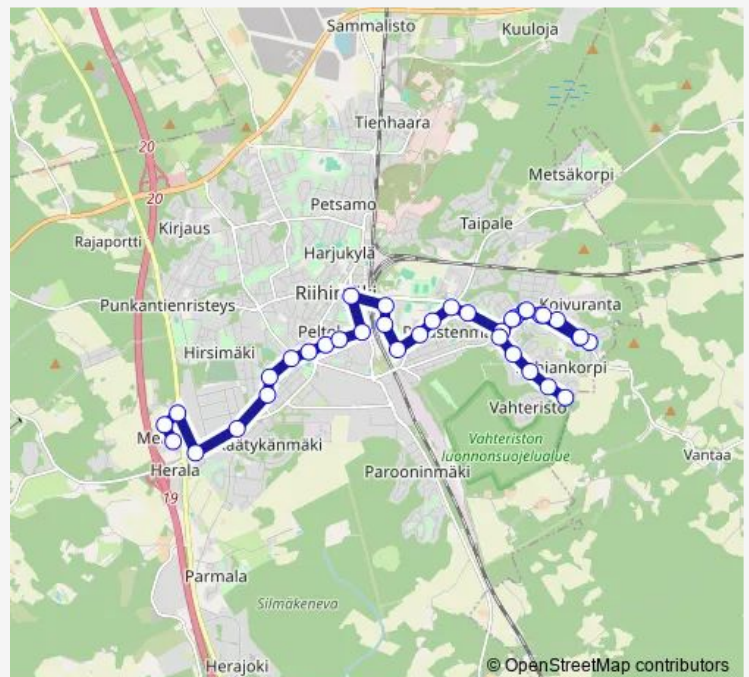 Sammalisto
Kuuloja
Tienhaara
20
Metsäkorpi
20
Petsamo
Taipale
Kirjaus
Rajaportti
Harjukylä
Koivuranta
Punkantienristeys
Hirsimäki
Vahteristo
Vahteriston
luonnonsuojelualue
Vantaa
Herala
Parooninmäki
19
Parmala
Silmäkeneva
Herajoki
© OpenStreetMap contributors